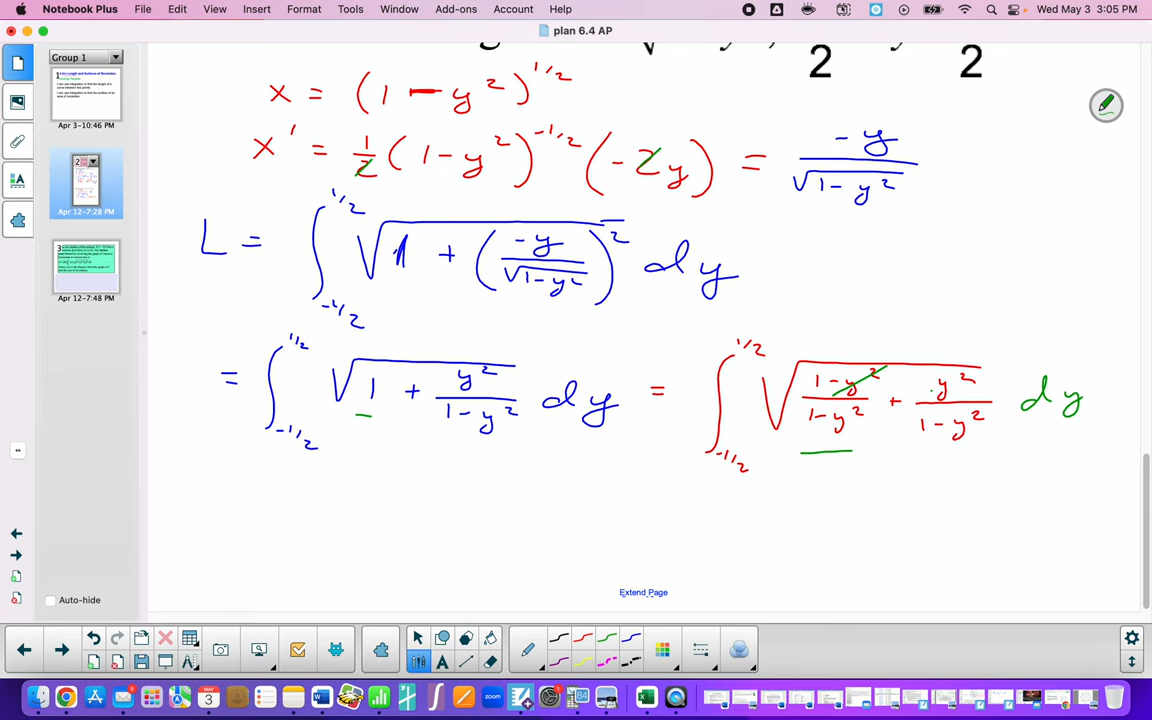 Notebook Plus File Edit View Insert Format Tools Window Add-ons Account Help Wed May 3 3:05 PM
plan 6.4 AP
Group 1
Apr 3-10:46 PM
2
Apr 12-7:28 PM
3
Apr 12-7:48 PM
Auto-hide
2 2
x = (1 - y²)^1/2
x' = 1/2 (1 - y²)^-1/2 (-2y) = -y/√(1-y²)
L = ∫_-1/2^1/2 √(1 + (-y/√(1-y²))²) dy
= ∫_-1/2^1/2 √(1 + y²/(1-y²)) dy = ∫_-1/2^1/2 √((1-y²)/(1-y²) + y²/(1-y²)) dy
Extend Page
A
zoom